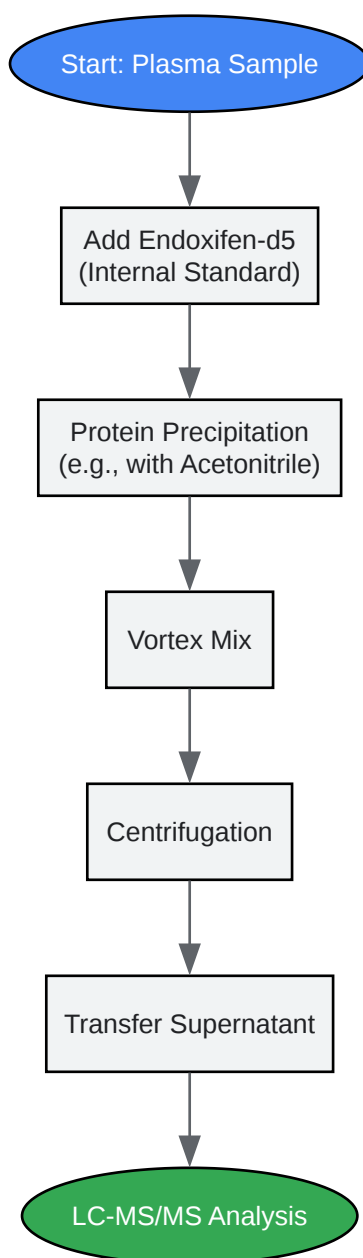 Start: Plasma Sample
Add Endoxifen-d5
(Internal Standard)
Protein Precipitation
(e.g., with Acetonitrile)
Vortex Mix
Centrifugation
Transfer Supernatant
LC-MS/MS Analysis